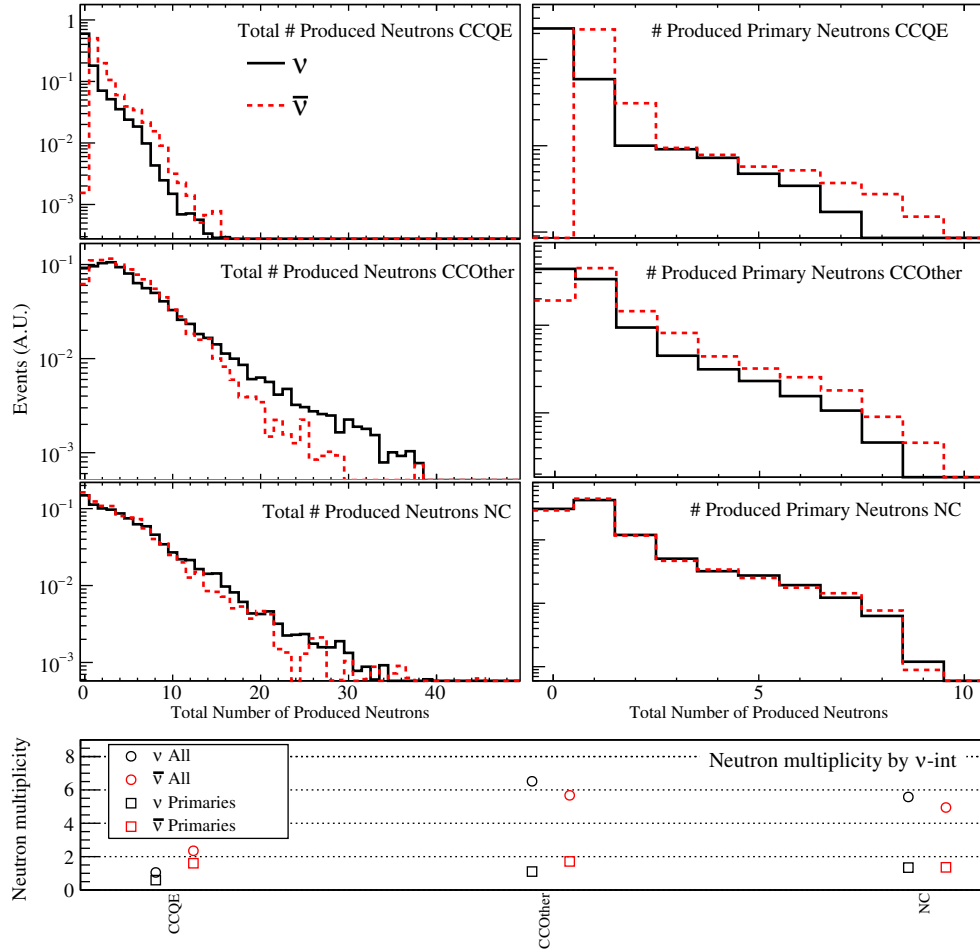 Total # Produced Neutrons CCQE
ν
ν̅
1
10⁻¹
10⁻²
10⁻³
# Produced Primary Neutrons CCQE
Total # Produced Neutrons CCOther
10⁻¹
10⁻²
10⁻³
# Produced Primary Neutrons CCOther
Events (A.U.)
Total # Produced Neutrons NC
10⁻¹
10⁻²
10⁻³
0 10 20 30 40
Total Number of Produced Neutrons
# Produced Primary Neutrons NC
0 5 10
Total Number of Produced Neutrons
Neutron multiplicity
8
6
4
2
0
ν All
ν̅ All
ν Primaries
ν̅ Primaries
Neutron multiplicity by ν-int
CCQE
CCOther
NC